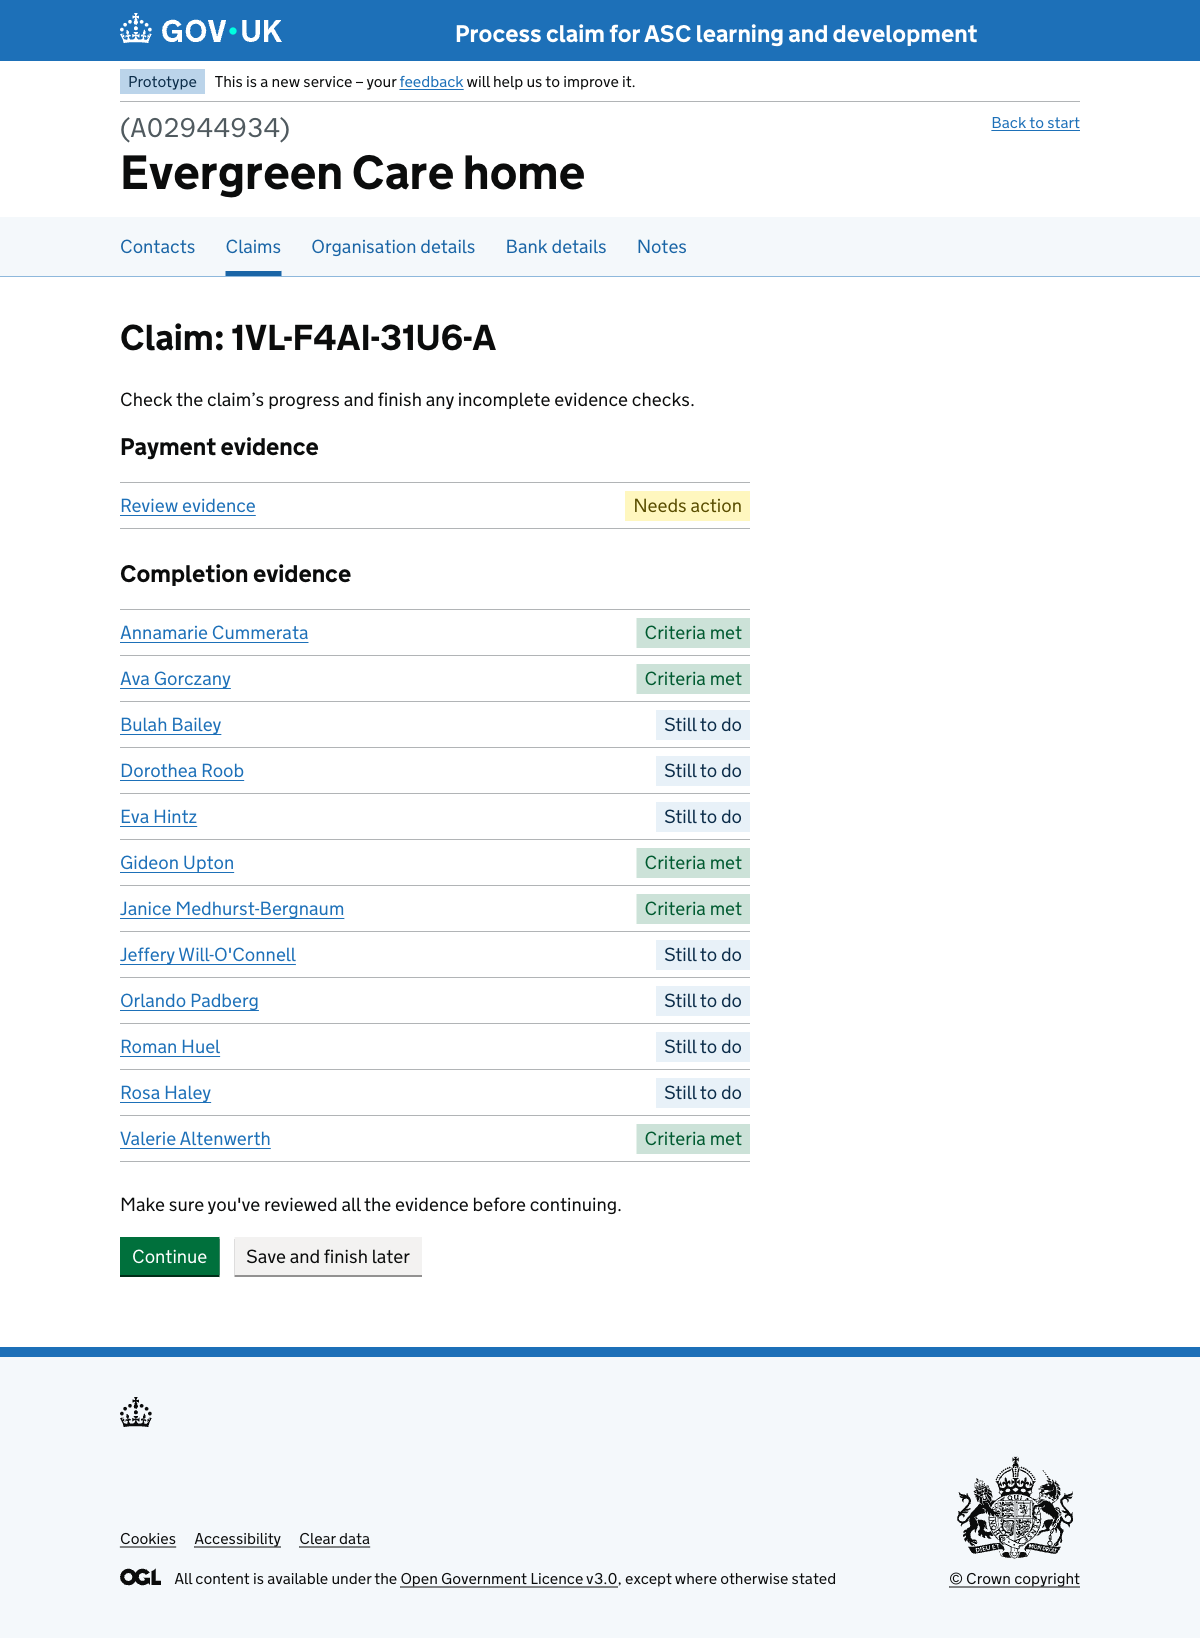 GOV·UK
Process claim for ASC learning and development
Prototype This is a new service – your feedback will help us to improve it.
(A02944934)
Back to start
Evergreen Care home
Contacts Claims Organisation details Bank details Notes
Claim: 1VL-F4AI-31U6-A
Check the claim’s progress and finish any incomplete evidence checks.
Payment evidence
Review evidence Needs action
Completion evidence
Annamarie Cummerata Criteria met
Ava Gorczany Criteria met
Bulah Bailey Still to do
Dorothea Roob Still to do
Eva Hintz Still to do
Gideon Upton Criteria met
Janice Medhurst-Bergnaum Criteria met
Jeffery Will-O'Connell Still to do
Orlando Padberg Still to do
Roman Huel Still to do
Rosa Haley Still to do
Valerie Altenwerth Criteria met
Make sure you've reviewed all the evidence before continuing.
Continue Save and finish later
Cookies Accessibility Clear data
OGL All content is available under the Open Government Licence v3.0, except where otherwise stated
© Crown copyright